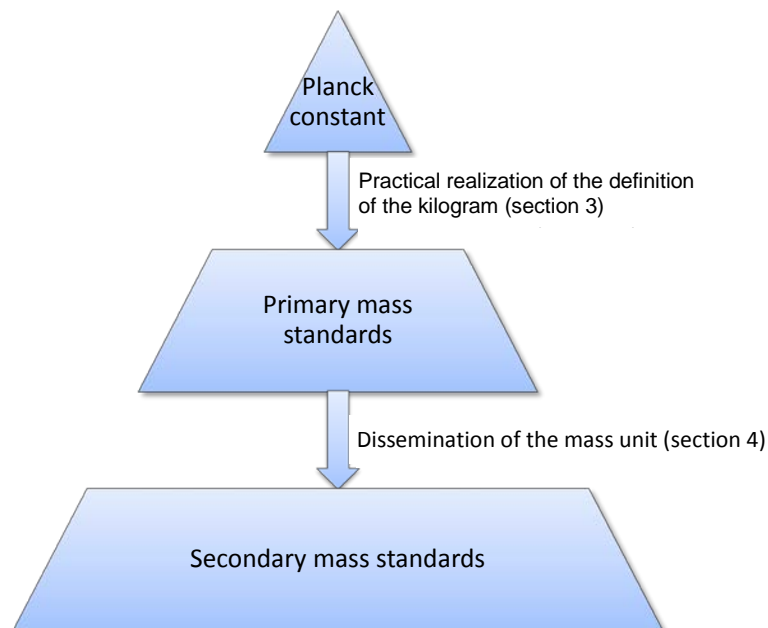 Planck
constant
Practical realization of the definition
of the kilogram (section 3)
Primary mass
standards
Dissemination of the mass unit (section 4)
Secondary mass standards